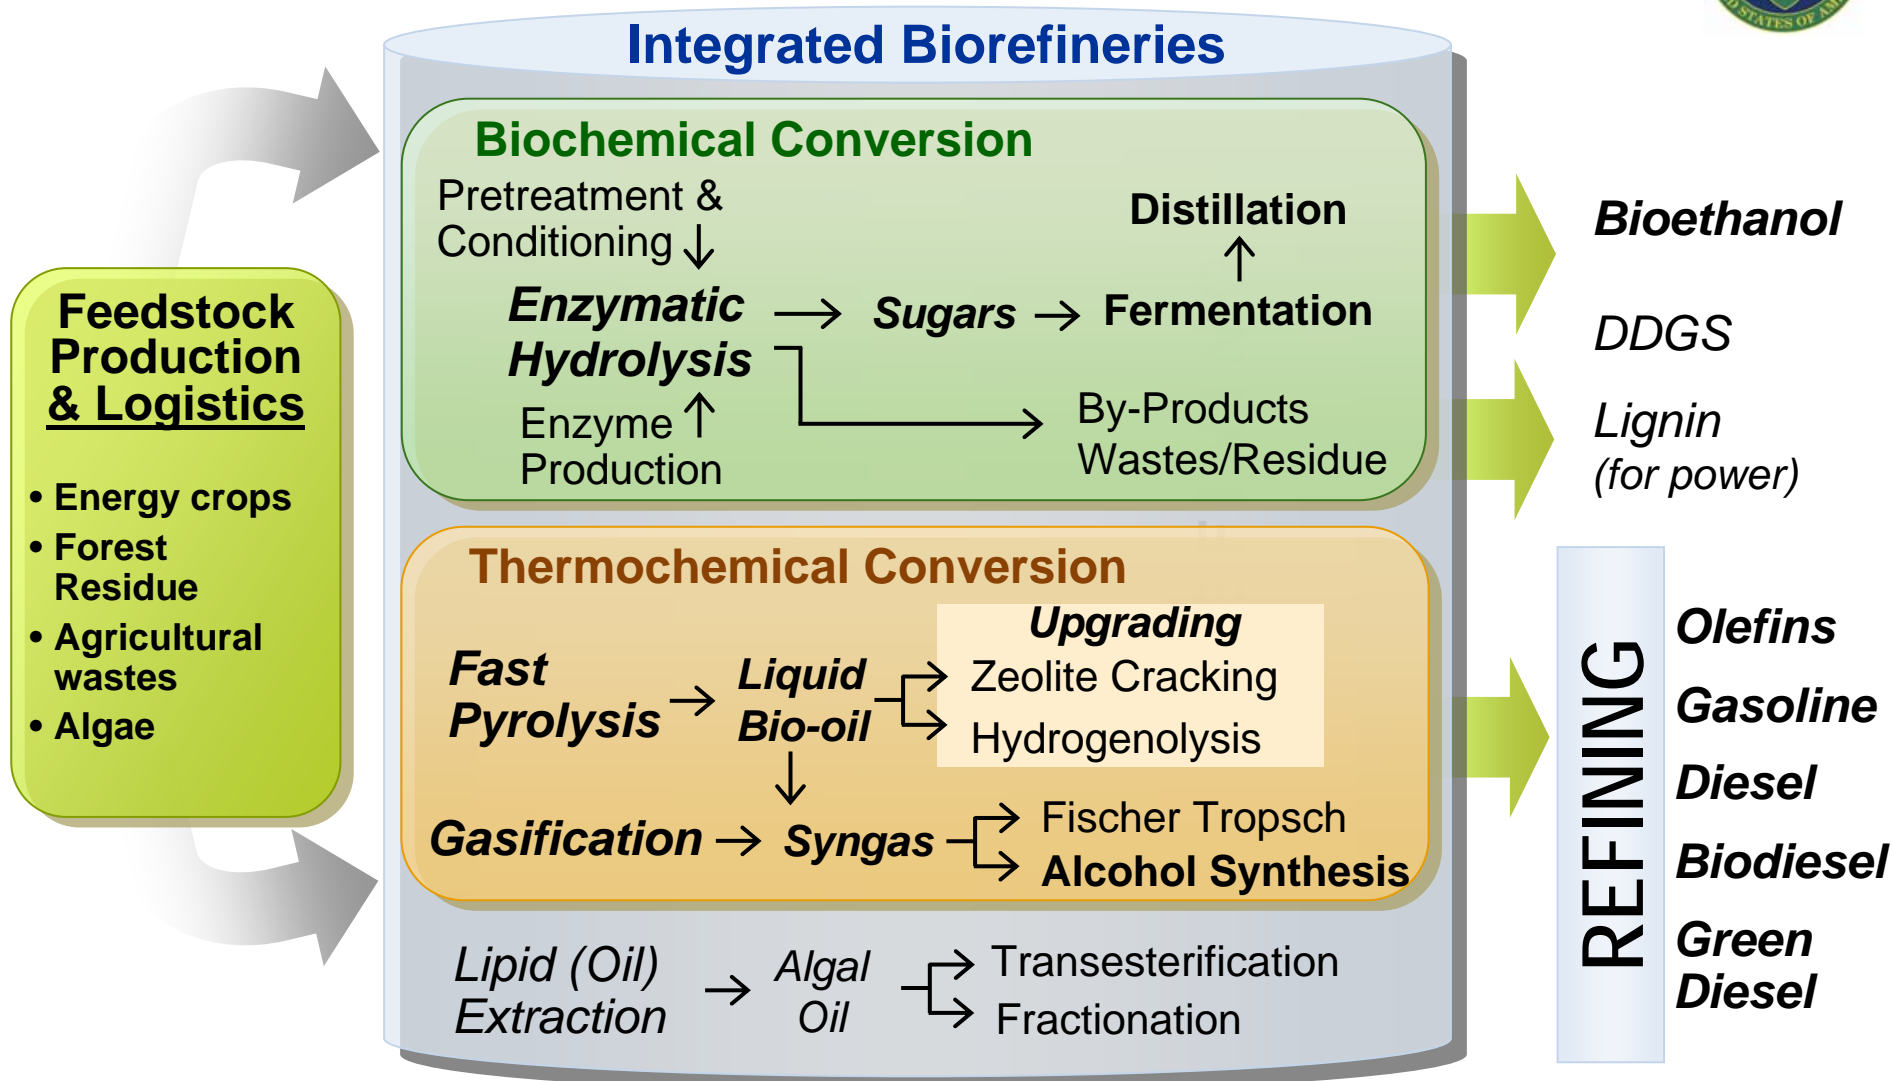 Integrated Biorefineries
STATES OF
Feedstock
Production
& Logistics
• Energy crops
• Forest
Residue
• Agricultural
wastes
• Algae
Biochemical Conversion
Pretreatment &
Conditioning
Enzymatic
Hydrolysis
Enzyme
Production
Sugars
Fermentation
Distillation
By-Products
Wastes/Residue
Thermochemical Conversion
Fast
Pyrolysis
Liquid
Bio-oil
Upgrading
Zeolite Cracking
Hydrogenolysis
Gasification
Syngas
Fischer Tropsch
Alcohol Synthesis
Lipid (Oil)
Extraction
Algal
Oil
Transesterification
Fractionation
Bioethanol
DDGS
Lignin
(for power)
REFINING
Olefins
Gasoline
Diesel
Biodiesel
Green
Diesel